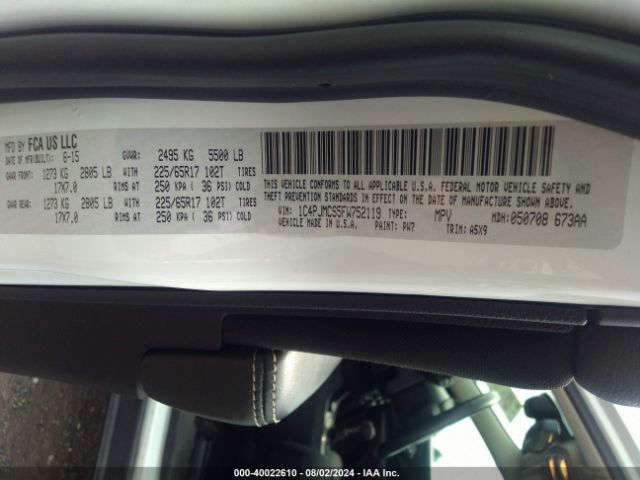 MFD BY FCA US LLC
DATE OF MFR(BUILT): 6-15 GVWR: 2495 KG 5500 LB
GAWR FRONT: 1273 KG 2805 LB WITH 225/65R17 102T TIRES
17X7.0 RIMS AT 250 KPA ( 36 PSI) COLD
GAWR REAR: 1273 KG 2805 LB WITH 225/65R17 102T TIRES
17X7.0 RIMS AT 250 KPA ( 36 PSI) COLD
THIS VEHICLE CONFORMS TO ALL APPLICABLE U.S.A. FEDERAL MOTOR VEHICLE SAFETY AND
THEFT PREVENTION STANDARDS IN EFFECT ON THE DATE OF MANUFACTURE SHOWN ABOVE.
VIN: 1C4PJMCS5FW752119 TYPE: MPV MDH: 050708 673AA
VEHICLE MADE IN U.S.A. PAINT: PW7 TRIM: A5X9
000-40022610 - 08/02/2024 - IAA Inc.